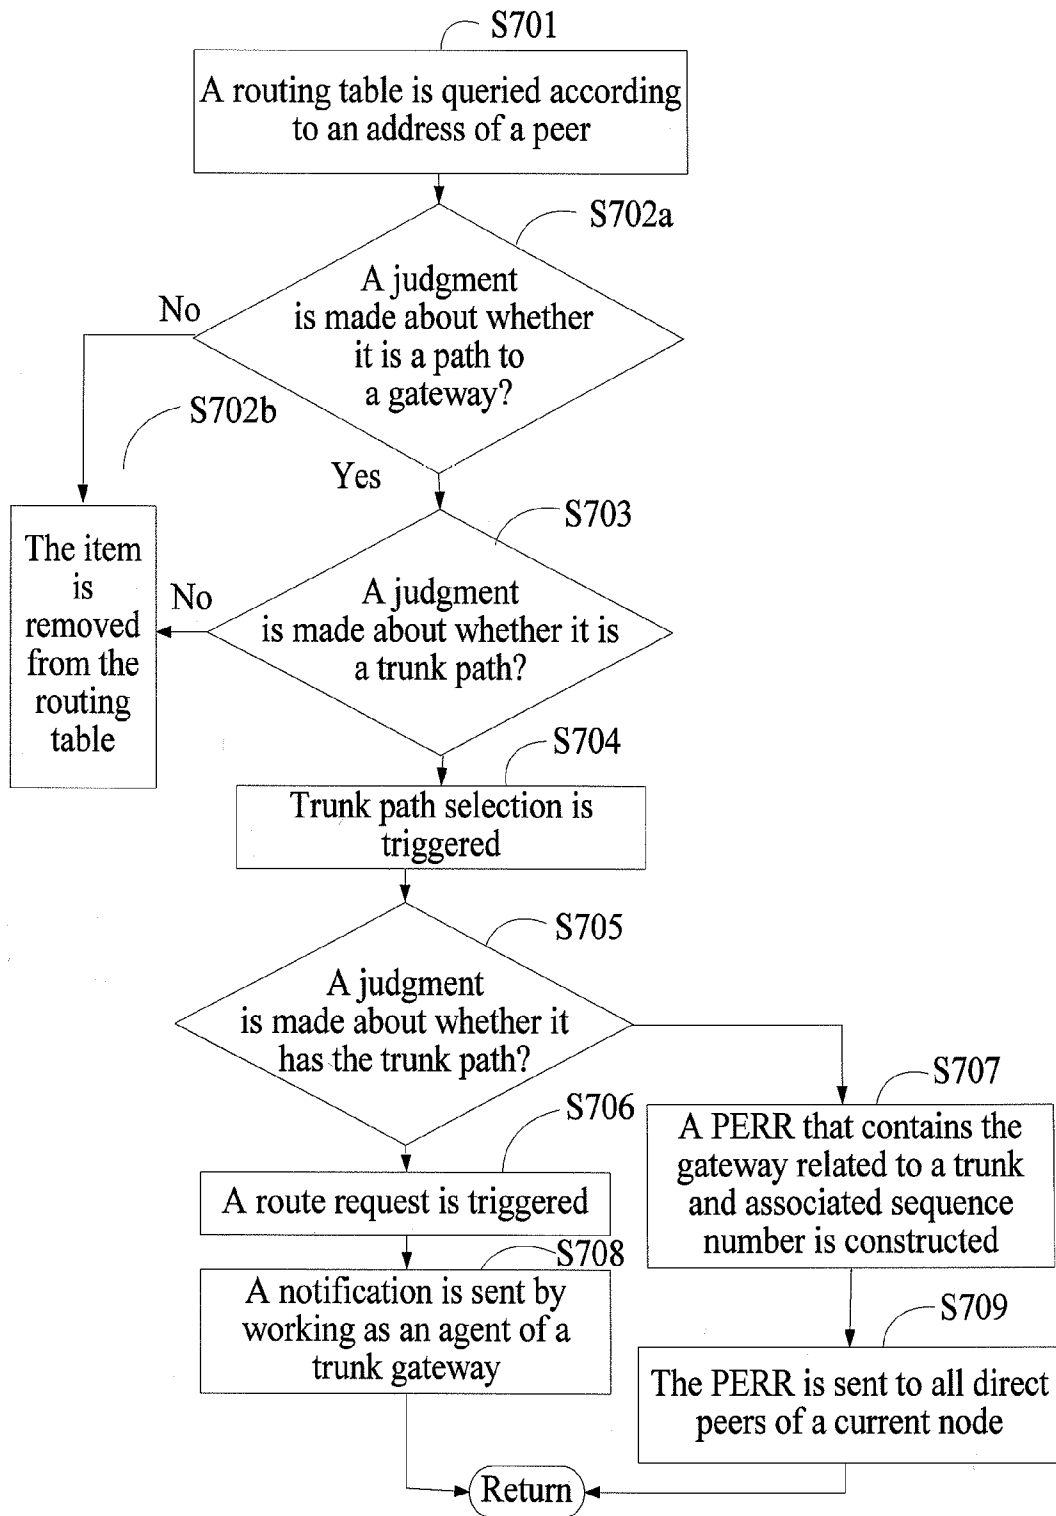 S701
A routing table is queried according
to an address of a peer
S702a
A judgment
is made about whether
it is a path to
a gateway?
No
S702b
Yes
S703
The item
is
removed
from the
routing
table
No
A judgment
is made about whether it is
a trunk path?
S704
Trunk path selection is
triggered
S705
A judgment
is made about whether it
has the trunk path?
S706
A route request is triggered
S707
A PERR that contains the
gateway related to a trunk
and associated sequence
number is constructed
S708
A notification is sent by
working as an agent of a
trunk gateway
S709
The PERR is sent to all direct
peers of a current node
Return